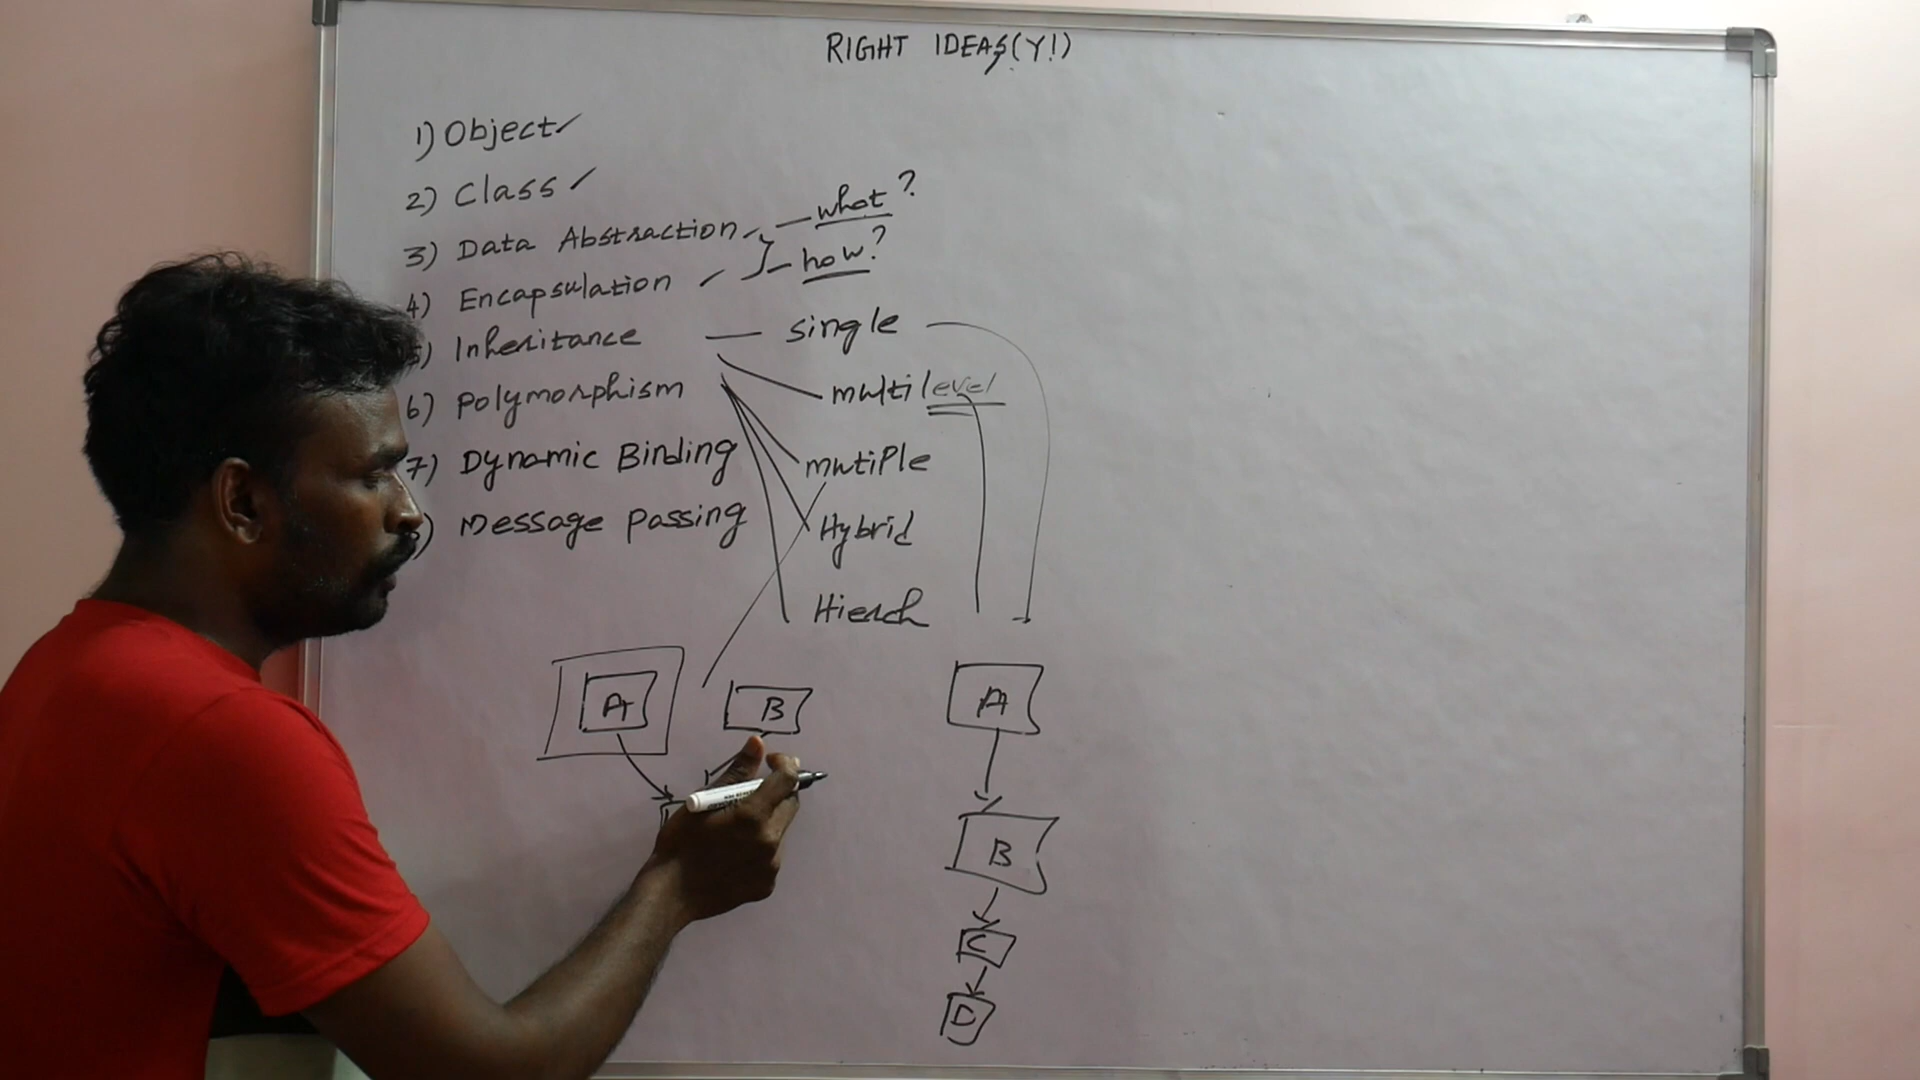 RIGHT IDEAS(Y!)
1) Object ✓
2) Class ✓
3) Data Abstraction ✓ - what?
4) Encapsulation ✓ - how?
5) Inheritance - single
6) Polymorphism multilevel
7) Dynamic Binding mutiPle
) Message Passing Hybrid
Hierch
A B A
B
C
D